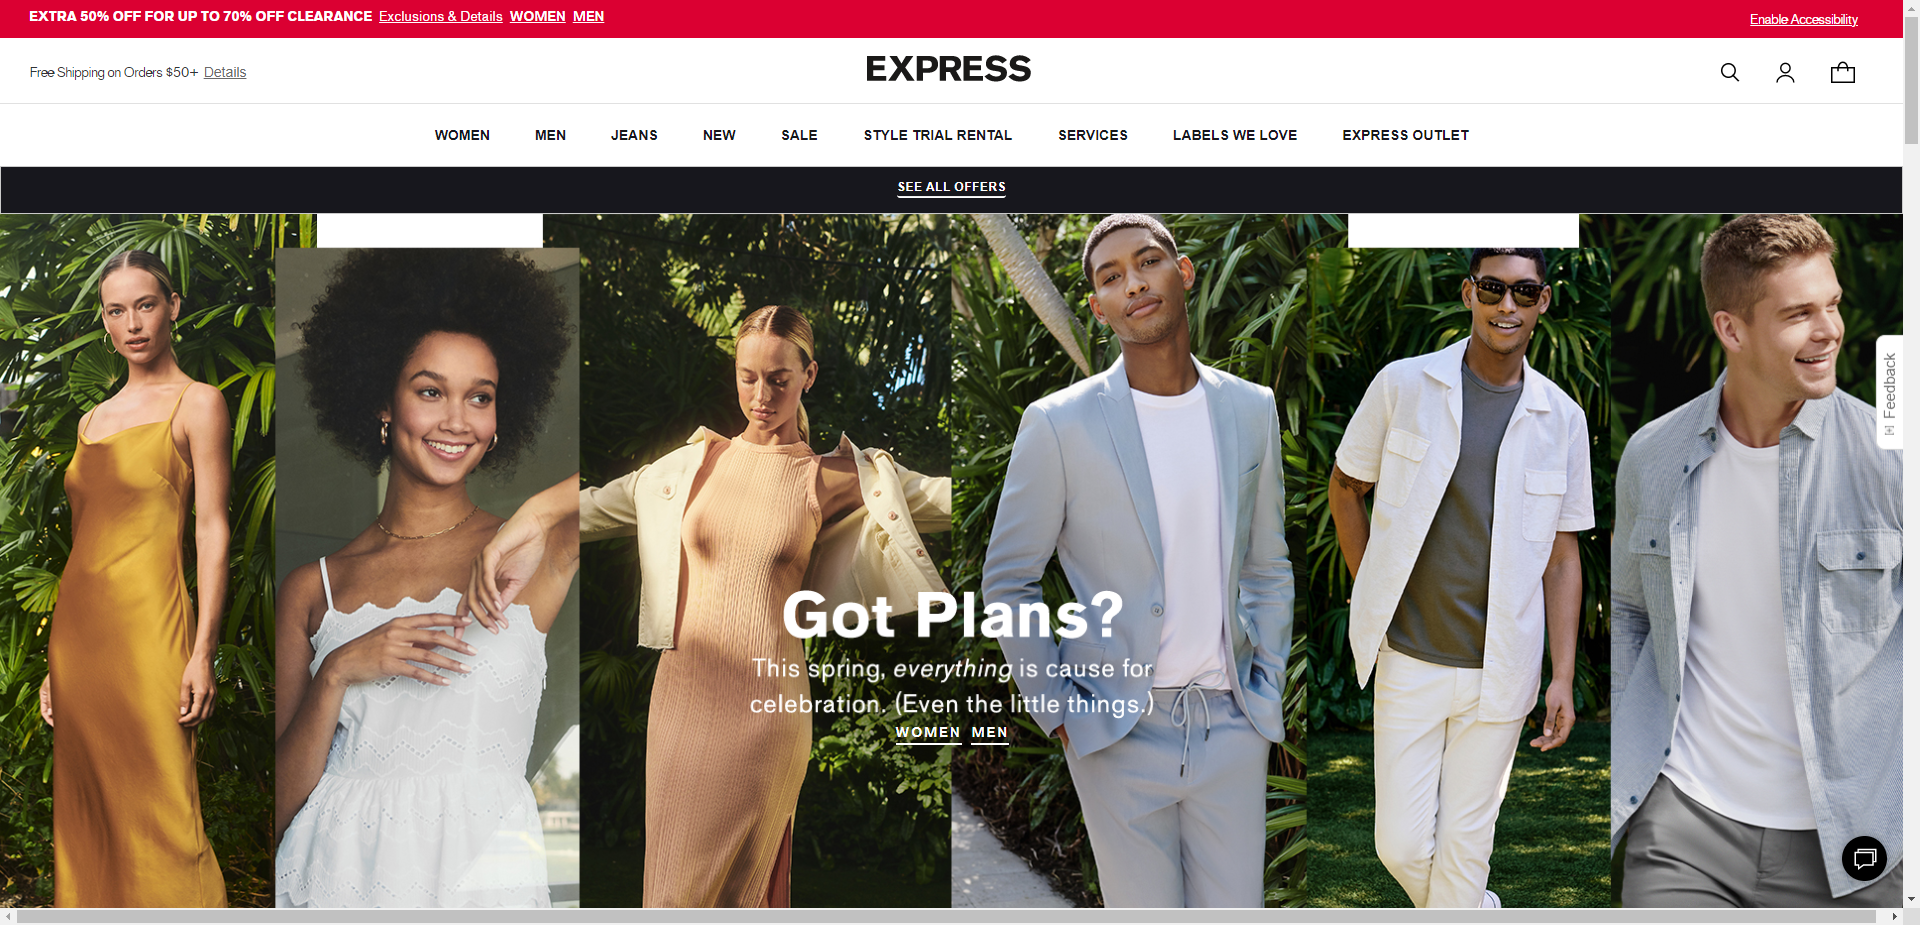 EXTRA 50% OFF FOR UP TO 70% OFF CLEARANCE Exclusions & Details WOMEN MEN
Enable Accessibility
Free Shipping on Orders $50+ Details
EXPRESS
WOMEN MEN JEANS NEW SALE STYLE TRIAL RENTAL SERVICES LABELS WE LOVE EXPRESS OUTLET
SEE ALL OFFERS
Feedback
Got Plans?
This spring, everything is cause for
celebration. (Even the little things.)
WOMEN MEN